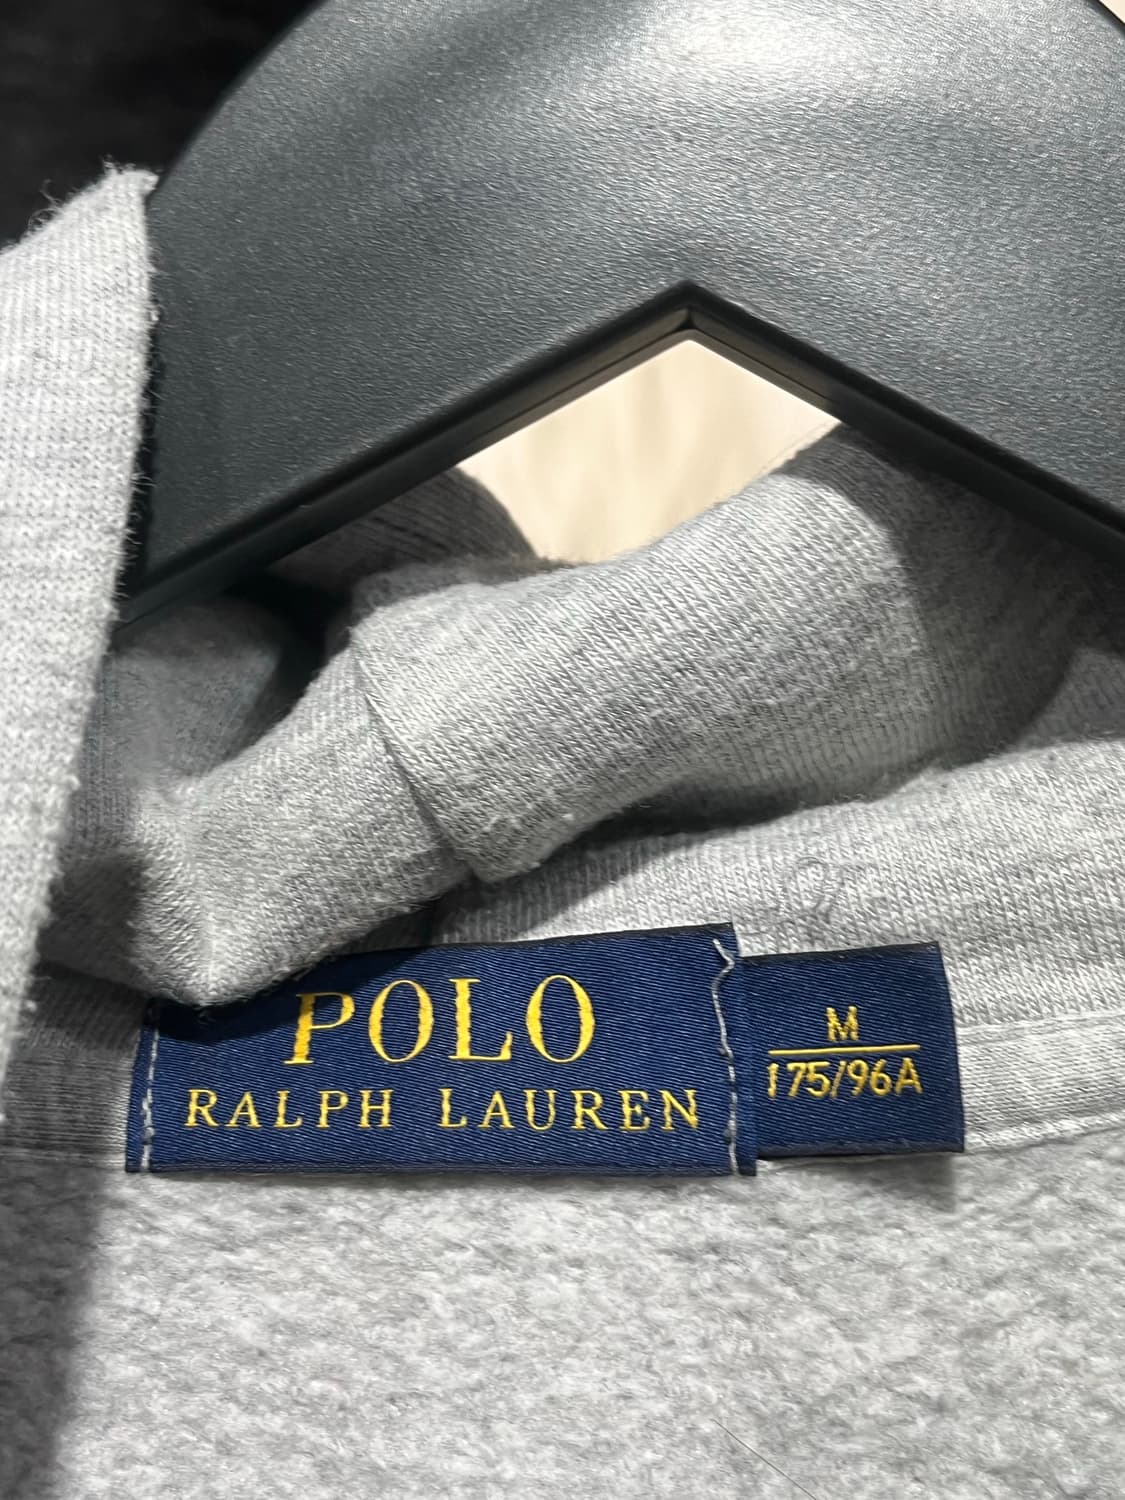 POLO
RALPH LAUREN
M
175/96A